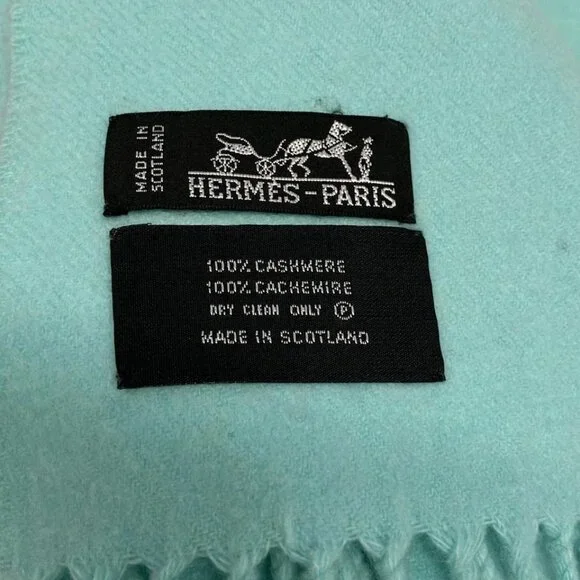 MADE IN
SCOTLAND
HERMÈS-PARIS
100% CASHMERE
100% CACHEMIRE
DRY CLEAN ONLY Ⓟ
MADE IN SCOTLAND